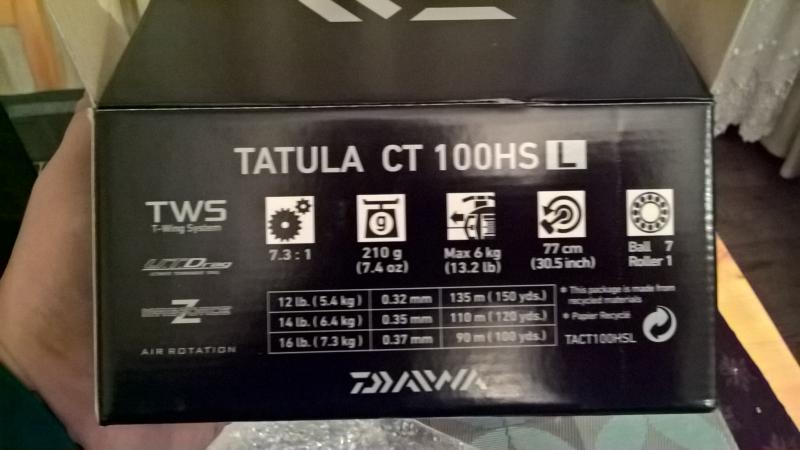 TATULA CT 100HS L
TWS
T-Wing System
g
7.3 : 1
210 g
(7.4 oz)
Max 6 kg
(13.2 lb)
77 cm
(30.5 inch)
Ball 7
Roller 1
UTD
12 lb. ( 5.4 kg ) 0.32 mm 135 m ( 150 yds. )
14 lb. ( 6.4 kg ) 0.35 mm 110 m ( 120 yds. )
16 lb. ( 7.3 kg ) 0.37 mm 90 m ( 100 yds. )
Z
AIR ROTATION
* This package is made from
recycled materials
* Paper Recycle
TACT100HSL
DAIWA